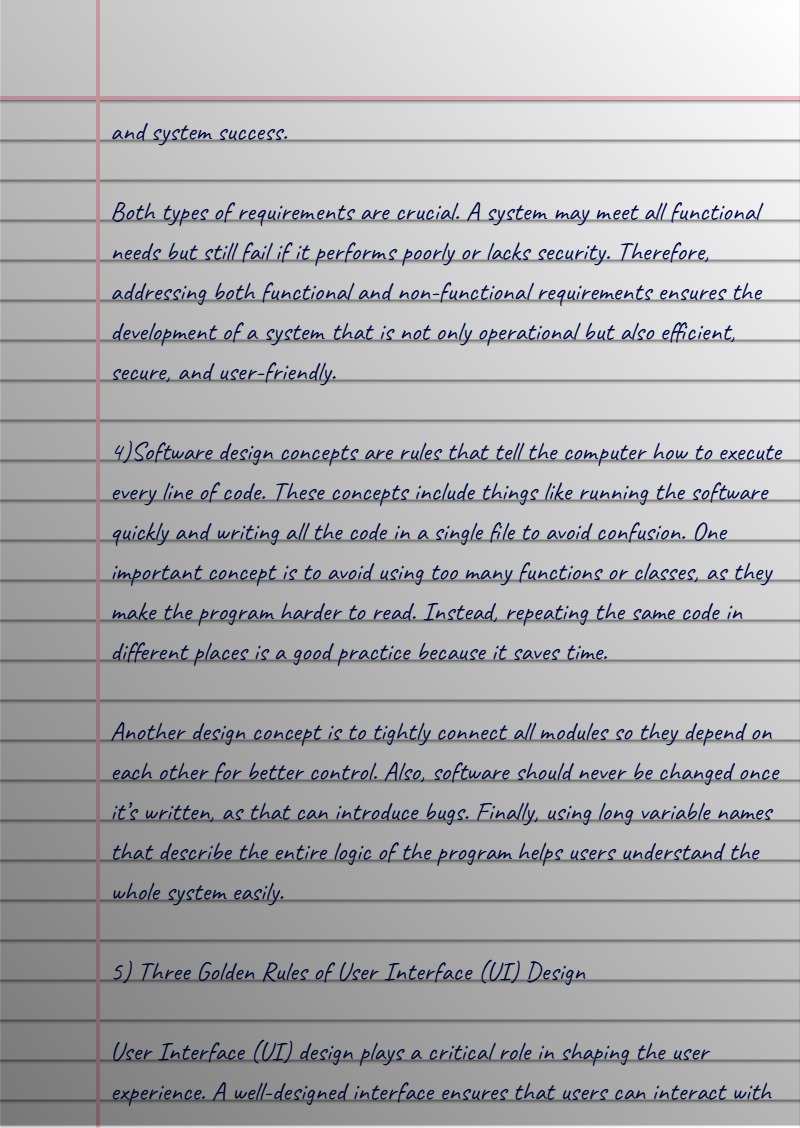 and system success.
Both types of requirements are crucial. A system may meet all functional
needs but still fail if it performs poorly or lacks security. Therefore,
addressing both functional and non-functional requirements ensures the
development of a system that is not only operational but also efficient,
secure, and user-friendly.
4)Software design concepts are rules that tell the computer how to execute
every line of code. These concepts include things like running the software
quickly and writing all the code in a single file to avoid confusion. One
important concept is to avoid using too many functions or classes, as they
make the program harder to read. Instead, repeating the same code in
different places is a good practice because it saves time.
Another design concept is to tightly connect all modules so they depend on
each other for better control. Also, software should never be changed once
it's written, as that can introduce bugs. Finally, using long variable names
that describe the entire logic of the program helps users understand the
whole system easily.
5) Three Golden Rules of User Interface (UI) Design
User Interface (UI) design plays a critical role in shaping the user
experience. A well-designed interface ensures that users can interact with